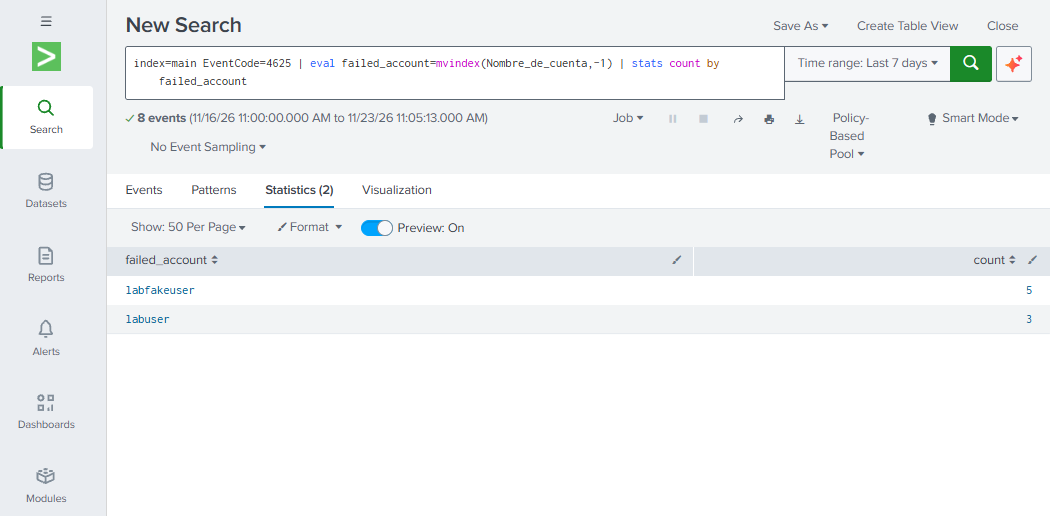 New Search
Save As
Create Table View
Close
index=main EventCode=4625 | eval failed_account=mvindex(Nombre_de_cuenta,-1) | stats count by
failed_account
Time range: Last 7 days
8 events (11/16/26 11:00:00.000 AM to 11/23/26 11:05:13.000 AM)
Job
Policy-
Based
Pool
Smart Mode
No Event Sampling
Search
Datasets
Reports
Alerts
Dashboards
Modules
Events
Patterns
Statistics (2)
Visualization
Show: 50 Per Page
Format
Preview: On
failed_account
count
labfakeuser
5
labuser
3